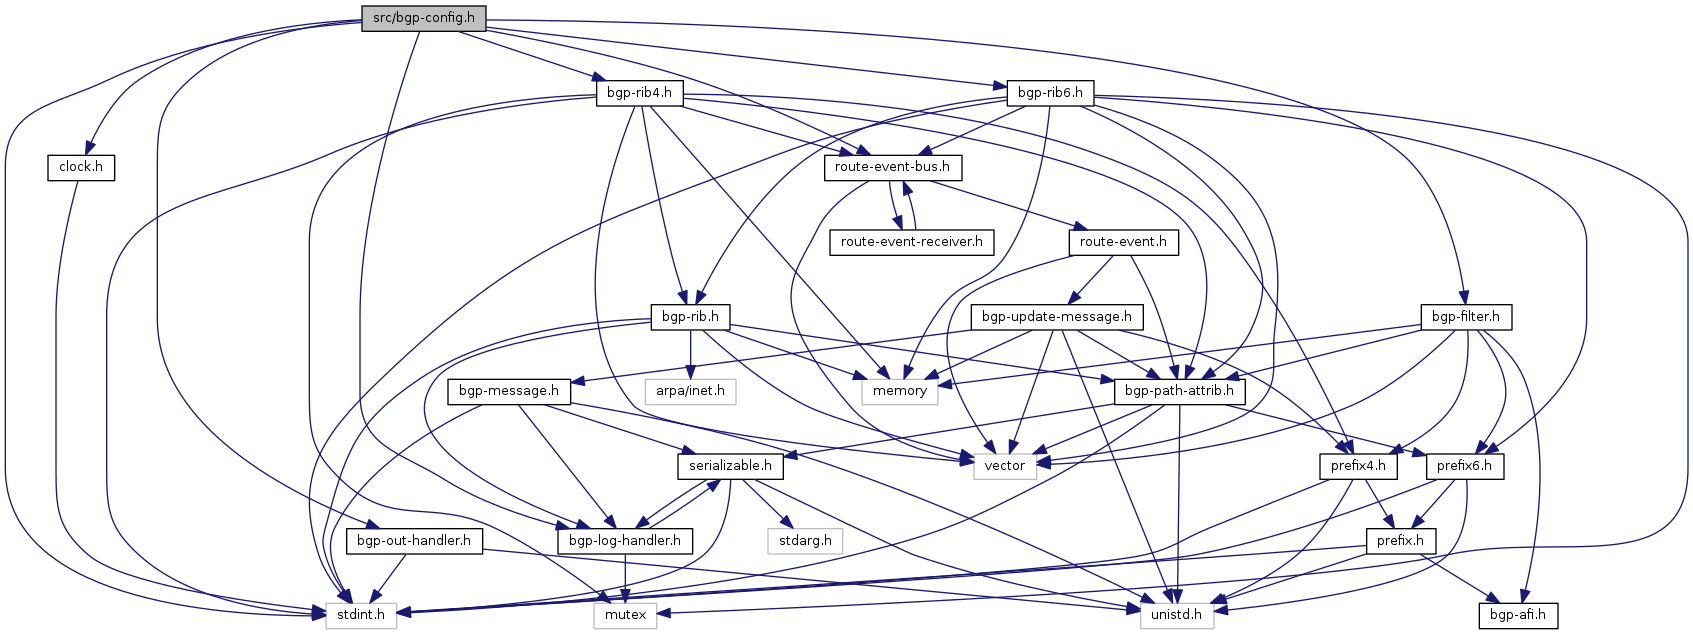 src/bgp-config.h
bgp-rib4.h
bgp-rib6.h
clock.h
route-event-bus.h
route-event-receiver.h
route-event.h
bgp-rib.h
bgp-update-message.h
bgp-filter.h
bgp-message.h
arpa/inet.h
memory
bgp-path-attrib.h
serializable.h
vector
prefix4.h
prefix6.h
bgp-out-handler.h
bgp-log-handler.h
stdarg.h
prefix.h
stdint.h
mutex
unistd.h
bgp-afi.h